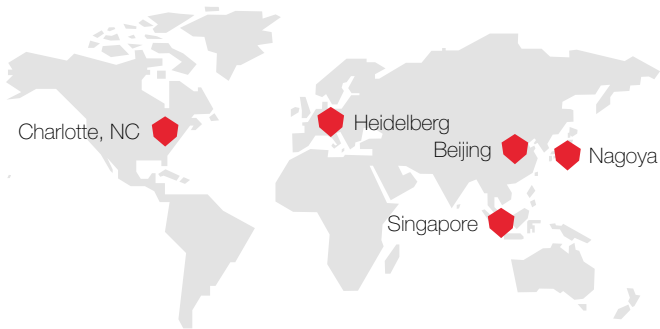 Charlotte, NC
Heidelberg
Beijing
Nagoya
Singapore